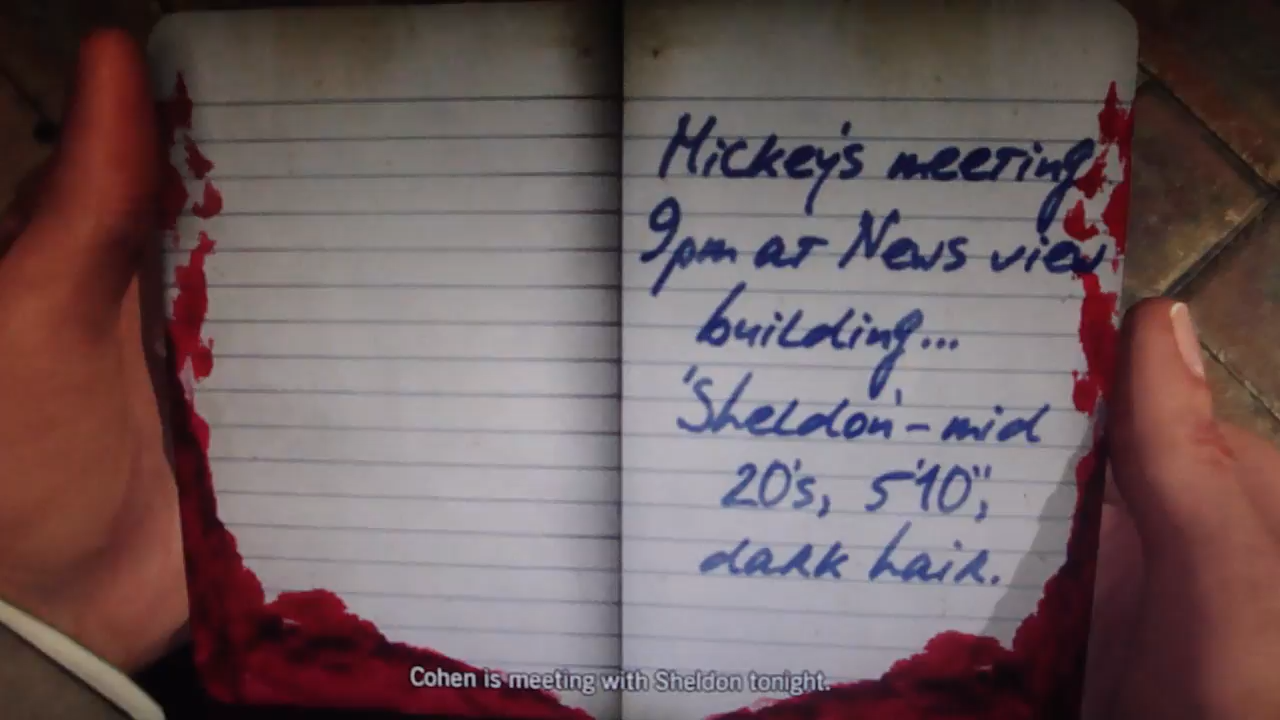 Mickey's meeting
9pm at News view
building...
'Sheldon' - mid
20's, 5'10",
dark hair.
Cohen is meeting with Sheldon tonight.